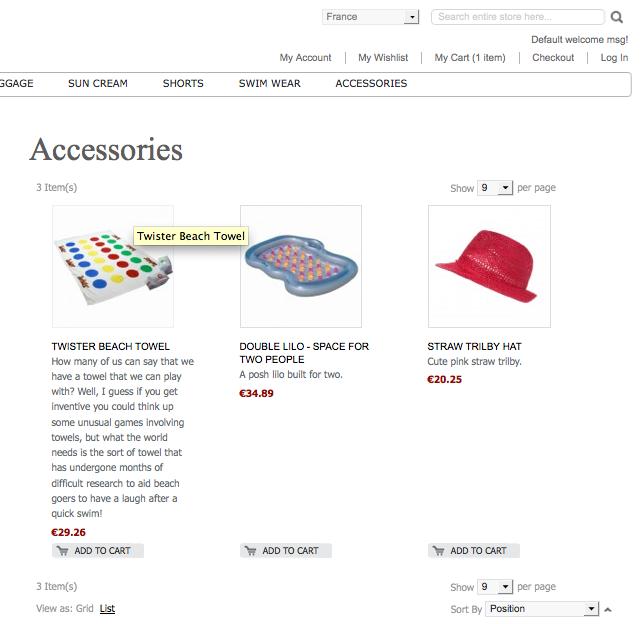 France
Search entire store here...
Default welcome msg!
My Account My Wishlist My Cart (1 item) Checkout Log In
GGAGE SUN CREAM SHORTS SWIM WEAR ACCESSORIES
Accessories
3 Item(s)
Show 9 per page
Twister Beach Towel
TWISTER BEACH TOWEL
How many of us can say that we
have a towel that we can play
with? Well, I guess if you get
inventive you could think up
some unusual games involving
towels, but what the world
needs is the sort of towel that
has undergone months of
difficult research to aid beach
goers to have a laugh after a
quick swim!
€29.26
ADD TO CART
DOUBLE LILO - SPACE FOR
TWO PEOPLE
A posh lilo built for two.
€34.89
ADD TO CART
STRAW TRILBY HAT
Cute pink straw trilby.
€20.25
ADD TO CART
3 Item(s)
Show 9 per page
View as: Grid List
Sort By Position